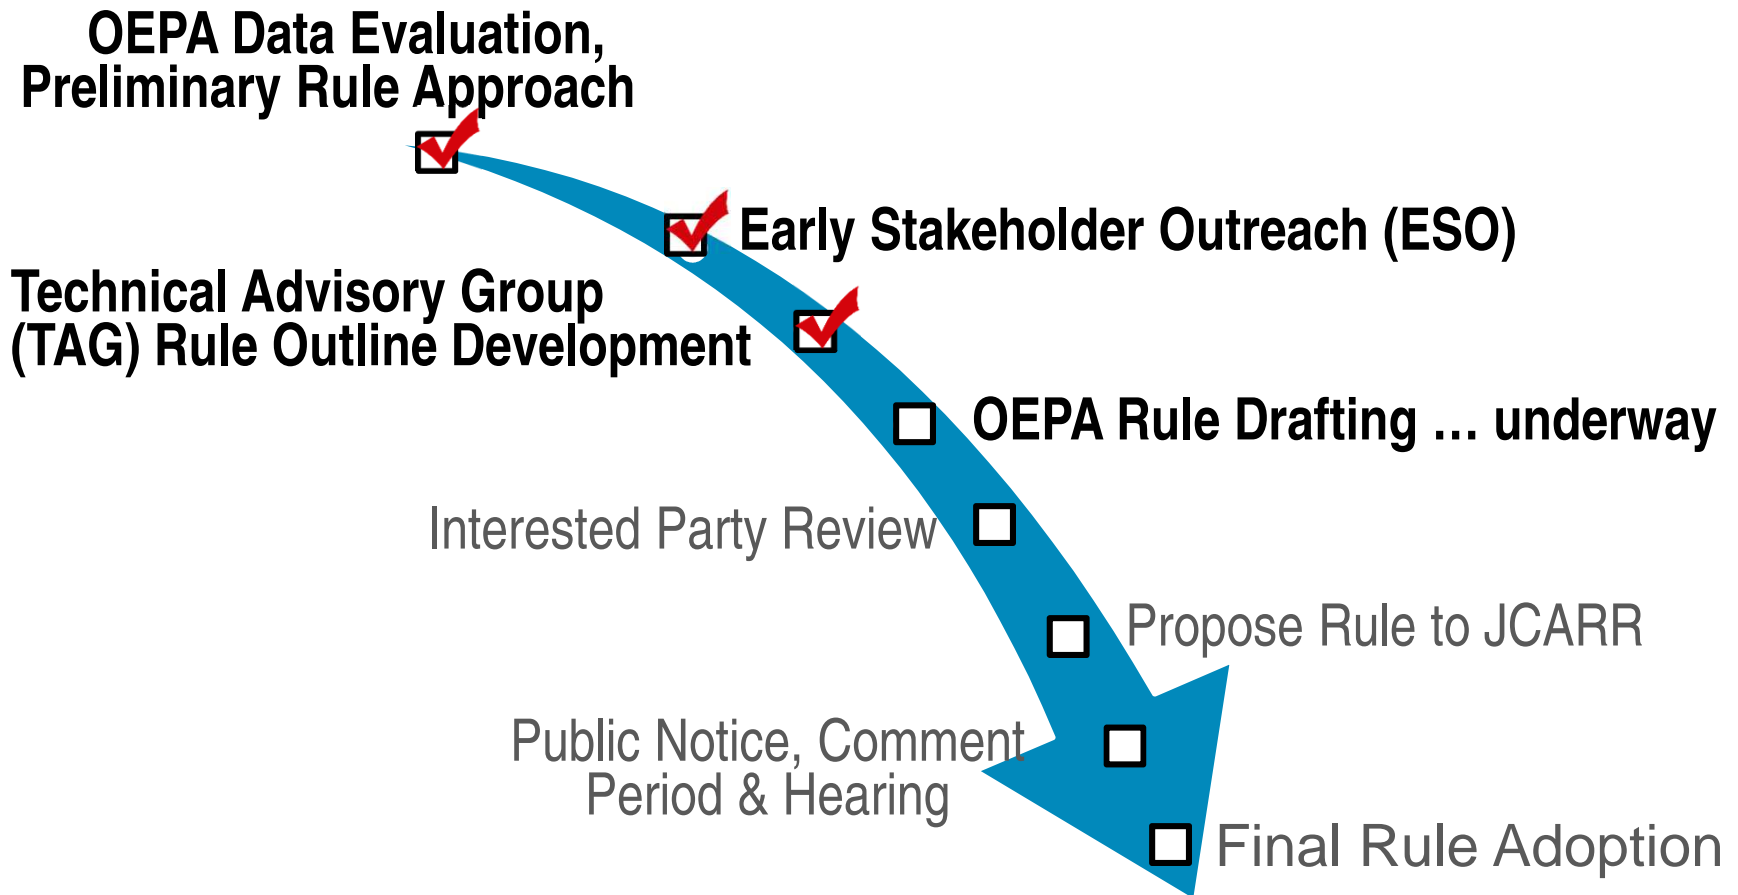 OEPA Data Evaluation,
Preliminary Rule Approach
Early Stakeholder Outreach (ESO)
Technical Advisory Group
(TAG) Rule Outline Development
OEPA Rule Drafting ... underway
Interested Party Review
Propose Rule to JCARR
Public Notice, Comment
Period & Hearing
Final Rule Adoption